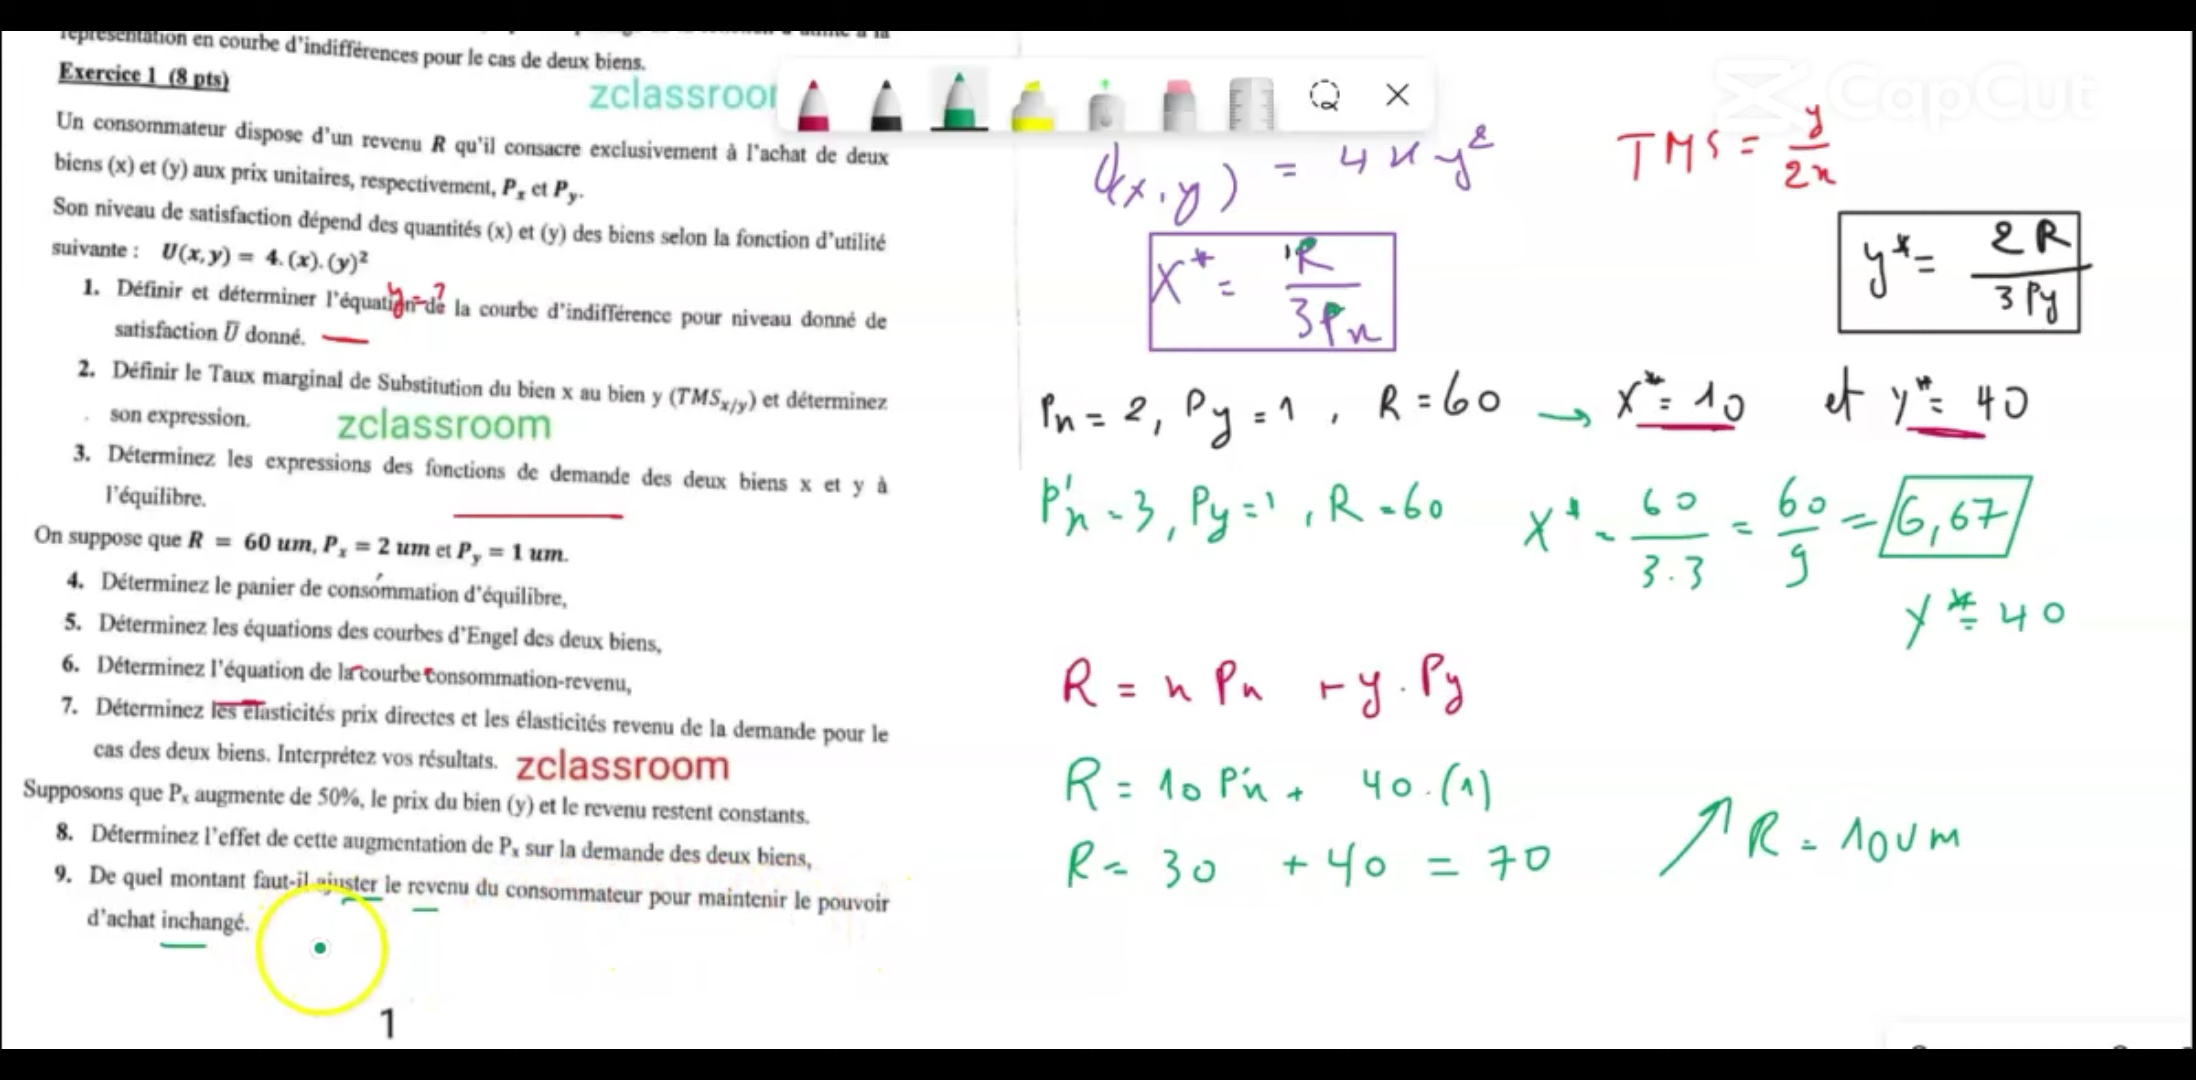 représentation en courbe d'indifférences pour le cas de deux biens.
Exercice 1 (8 pts)
zclassroor
CapCut
Un consommateur dispose d'un revenu R qu'il consacre exclusivement à l'achat de deux
biens (x) et (y) aux prix unitaires, respectivement, Px et Py.
Son niveau de satisfaction dépend des quantités (x) et (y) des biens selon la fonction d'utilité
suivante : U(x,y) = 4.(x).(y)²
1. Définir et déterminer l'équation de la courbe d'indifférence pour niveau donné de
y=?
satisfaction Ū donné.
2. Définir le Taux marginal de Substitution du bien x au bien y (TMSx/y) et déterminez
son expression.
zclassroom
3. Déterminez les expressions des fonctions de demande des deux biens x et y à
l'équilibre.
On suppose que R = 60 um, Px = 2 um et Py = 1 um.
4. Déterminez le panier de consommation d'équilibre,
5. Déterminez les équations des courbes d'Engel des deux biens,
6. Déterminez l'équation de la courbe consommation-revenu,
7. Déterminez les élasticités prix directes et les élasticités revenu de la demande pour le
cas des deux biens. Interprétez vos résultats.
zclassroom
Supposons que Px augmente de 50%, le prix du bien (y) et le revenu restent constants.
8. Déterminez l'effet de cette augmentation de Px sur la demande des deux biens,
9. De quel montant faut-il ajuster le revenu du consommateur pour maintenir le pouvoir
d'achat inchangé.
1
U(x,y) = 4xy²
TMS = y/2x
X* = R/3Px
y* = 2R/3Py
Px = 2, Py = 1, R = 60 → X* = 10 et y* = 40
P'x = 3, Py = 1, R = 60 X* = 60/3.3 = 60/9 = 6,67
y* = 40
R = x Px + y.Py
R = 10 P'x + 40.(1)
R = 30 + 40 = 70
↗ R = 10 um